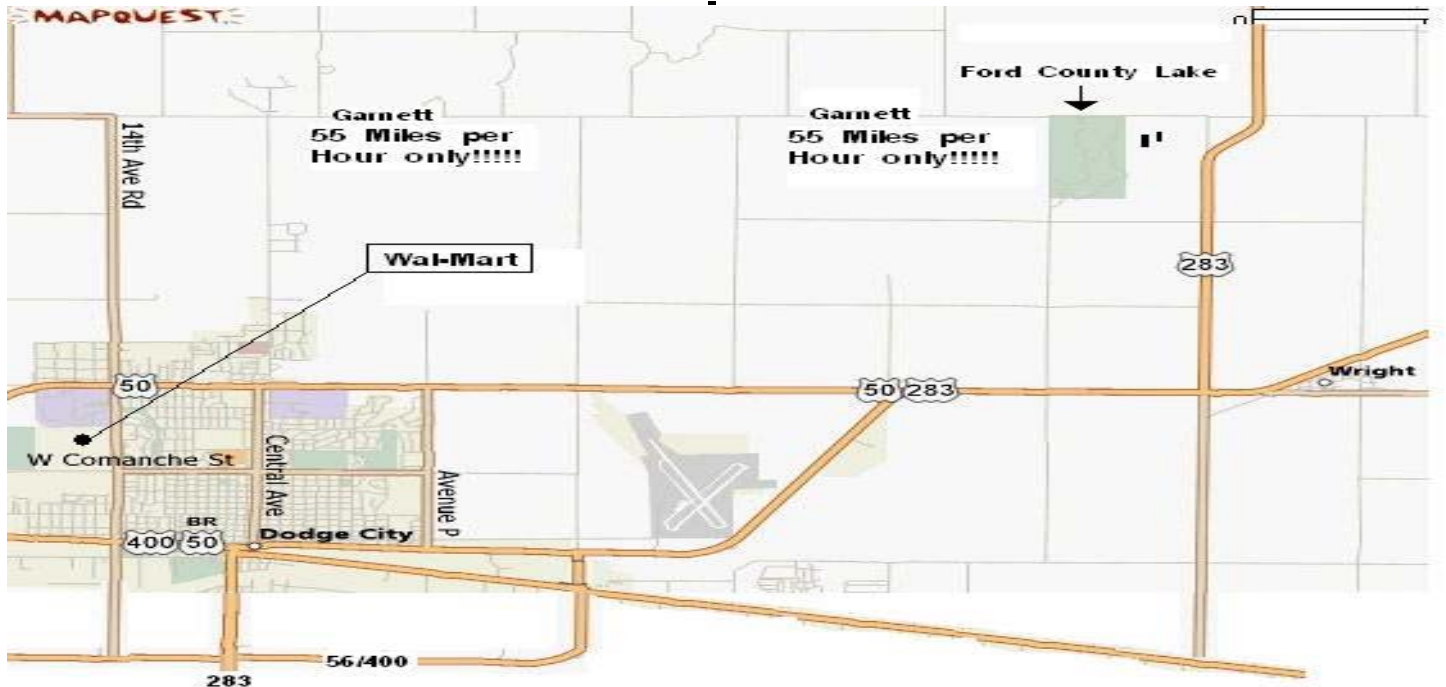 MAPQUEST
0
Ford County Lake
Garnett
55 Miles per
Hour only!!!!!
Garnett
55 Miles per
Hour only!!!!!
14th Ave Rd
Wal-Mart
283
50
50 283
Wright
W Comanche St
Central Ave
Avenue P
BR
400 50
Dodge City
56/400
283